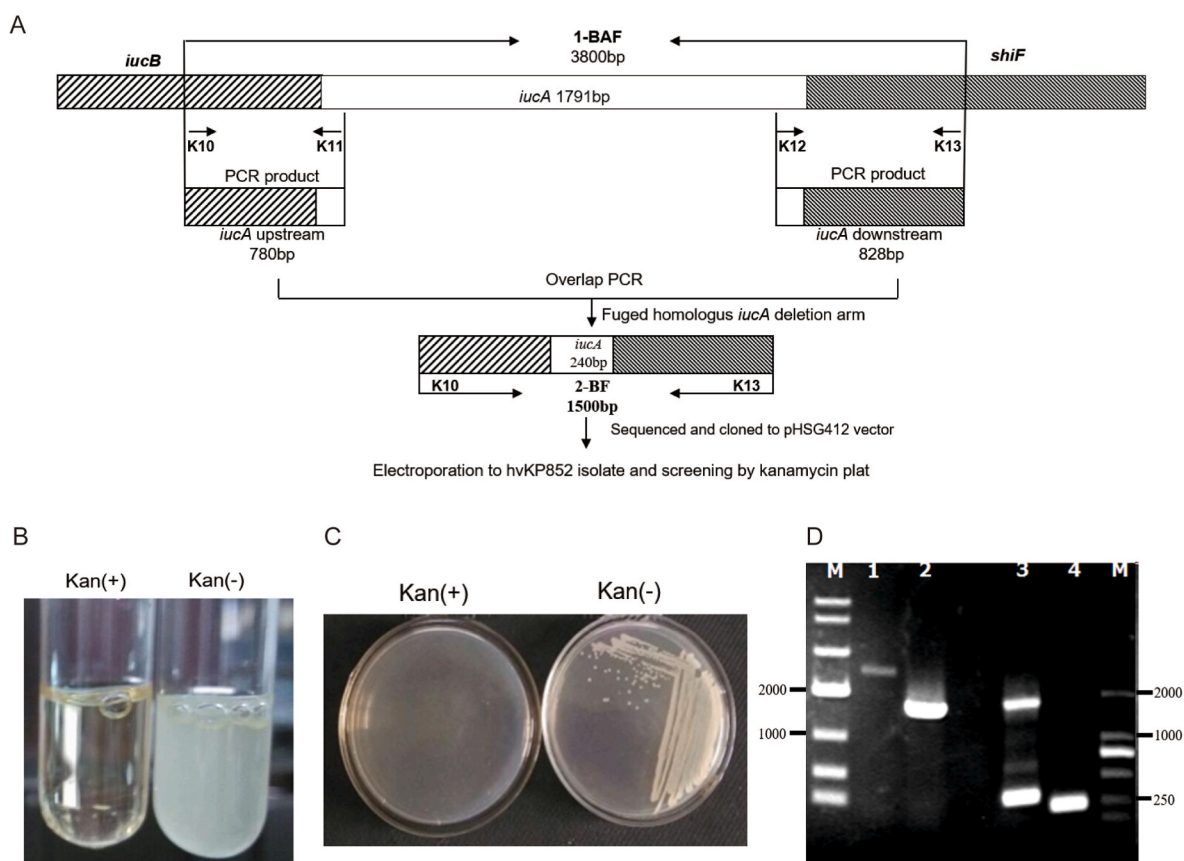 A
1-BAF
3800bp
iucB
shiF
iucA 1791bp
K10
K11
K12
K13
PCR product
PCR product
iucA upstream
780bp
iucA downstream
828bp
Overlap PCR
Fuged homologus iucA deletion arm
iucA
240bp
K10
2-BF
K13
1500bp
Sequenced and cloned to pHSG412 vector
Electroporation to hvKP852 isolate and screening by kanamycin plat
B
Kan(+) Kan(-)
C
Kan(+) Kan(-)
D
M 1 2 3 4 M
2000
1000
2000
1000
250